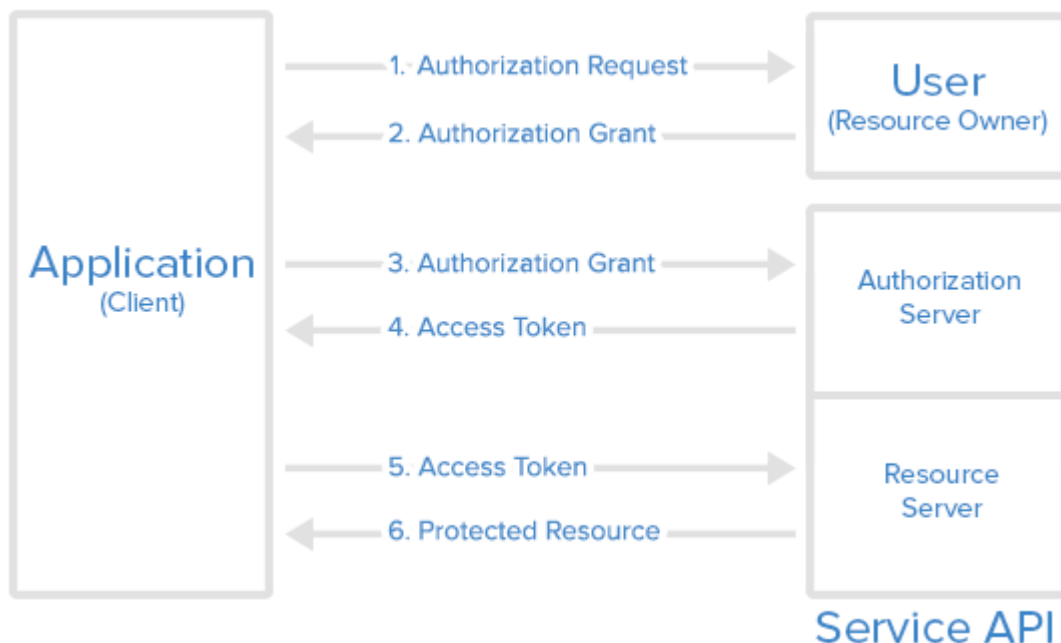 1. Authorization Request
User
(Resource Owner)
2. Authorization Grant
Application
(Client)
3. Authorization Grant
Authorization
Server
4. Access Token
5. Access Token
Resource
Server
6. Protected Resource
Service API